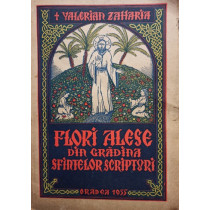 † VALERIAN ZAHARIA
FLORI ALESE
DIN GRĂDINA
SFINTELOR SCRIPTURI
ORADEA 1955